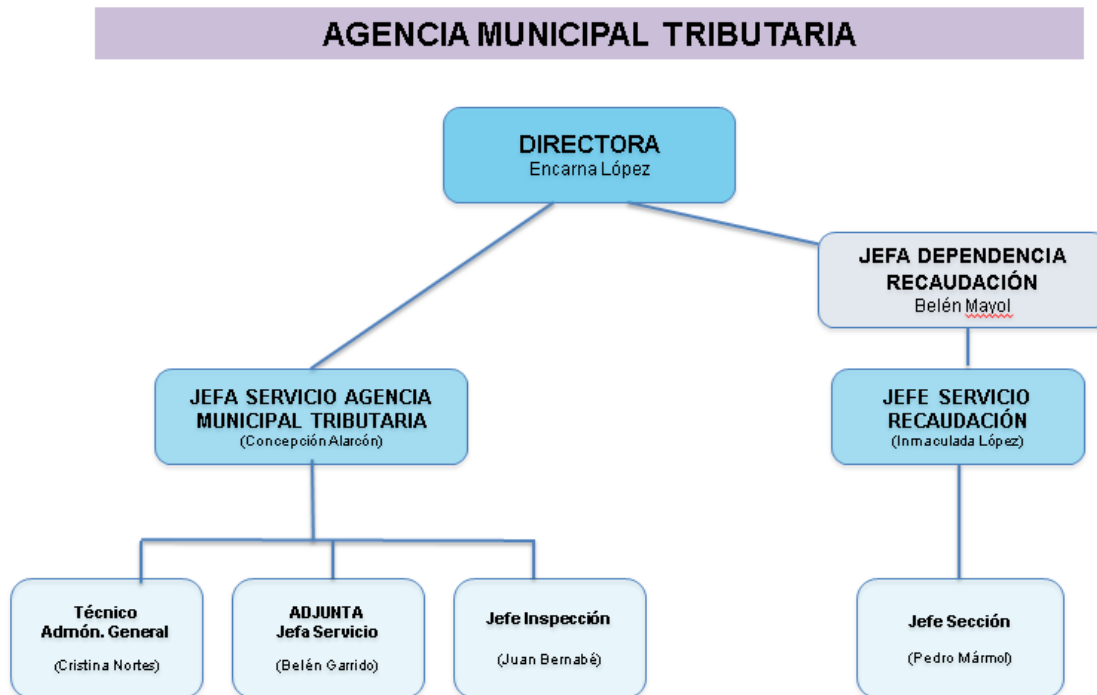 AGENCIA MUNICIPAL TRIBUTARIA
DIRECTORA
Encarna López
JEFA DEPENDENCIA
RECAUDACIÓN
Belén Mayol
JEFA SERVICIO AGENCIA
MUNICIPAL TRIBUTARIA
(Concepción Alarcón)
JEFE SERVICIO
RECAUDACIÓN
(Inmaculada López)
Técnico
Admón. General
(Cristina Nortes)
ADJUNTA
Jefa Servicio
(Belén Garrido)
Jefe Inspección
(Juan Bernabé)
Jefe Sección
(Pedro Mármol)